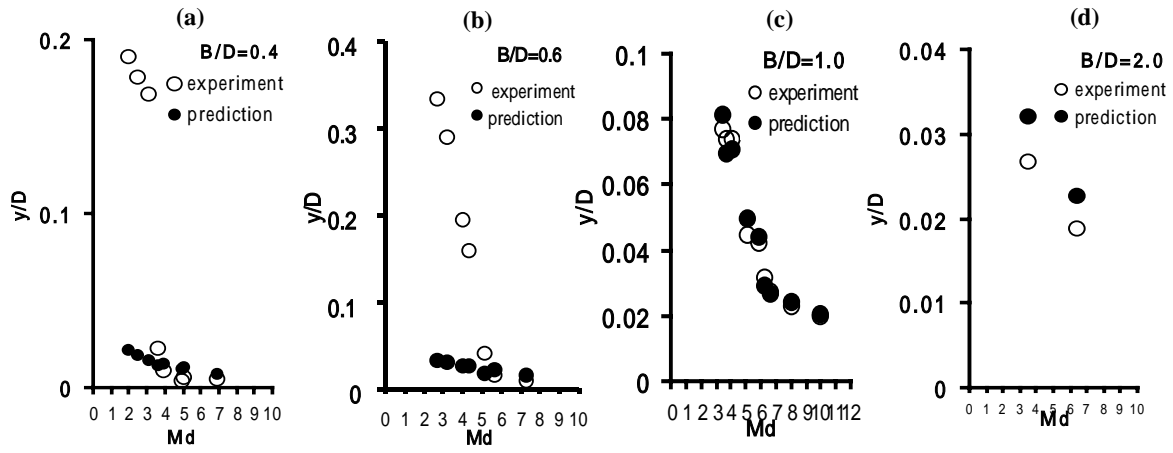 (a)
B/D=0.4
experiment
prediction
0.2
0.1
0
y/D
0 1 2 3 4 5 6 7 8 9 10
Md
(b)
B/D=0.6
experiment
prediction
0.4
0.3
0.2
0.1
0
y/D
0 1 2 3 4 5 6 7 8 9 10
Md
(c)
B/D=1.0
experiment
prediction
0.1
0.08
0.06
0.04
0.02
0
y/D
0 1 2 3 4 5 6 7 8 9 10 11 12
Md
(d)
B/D=2.0
experiment
prediction
0.04
0.03
0.02
0.01
0
y/D
0 1 2 3 4 5 6 7 8 9 10
Md